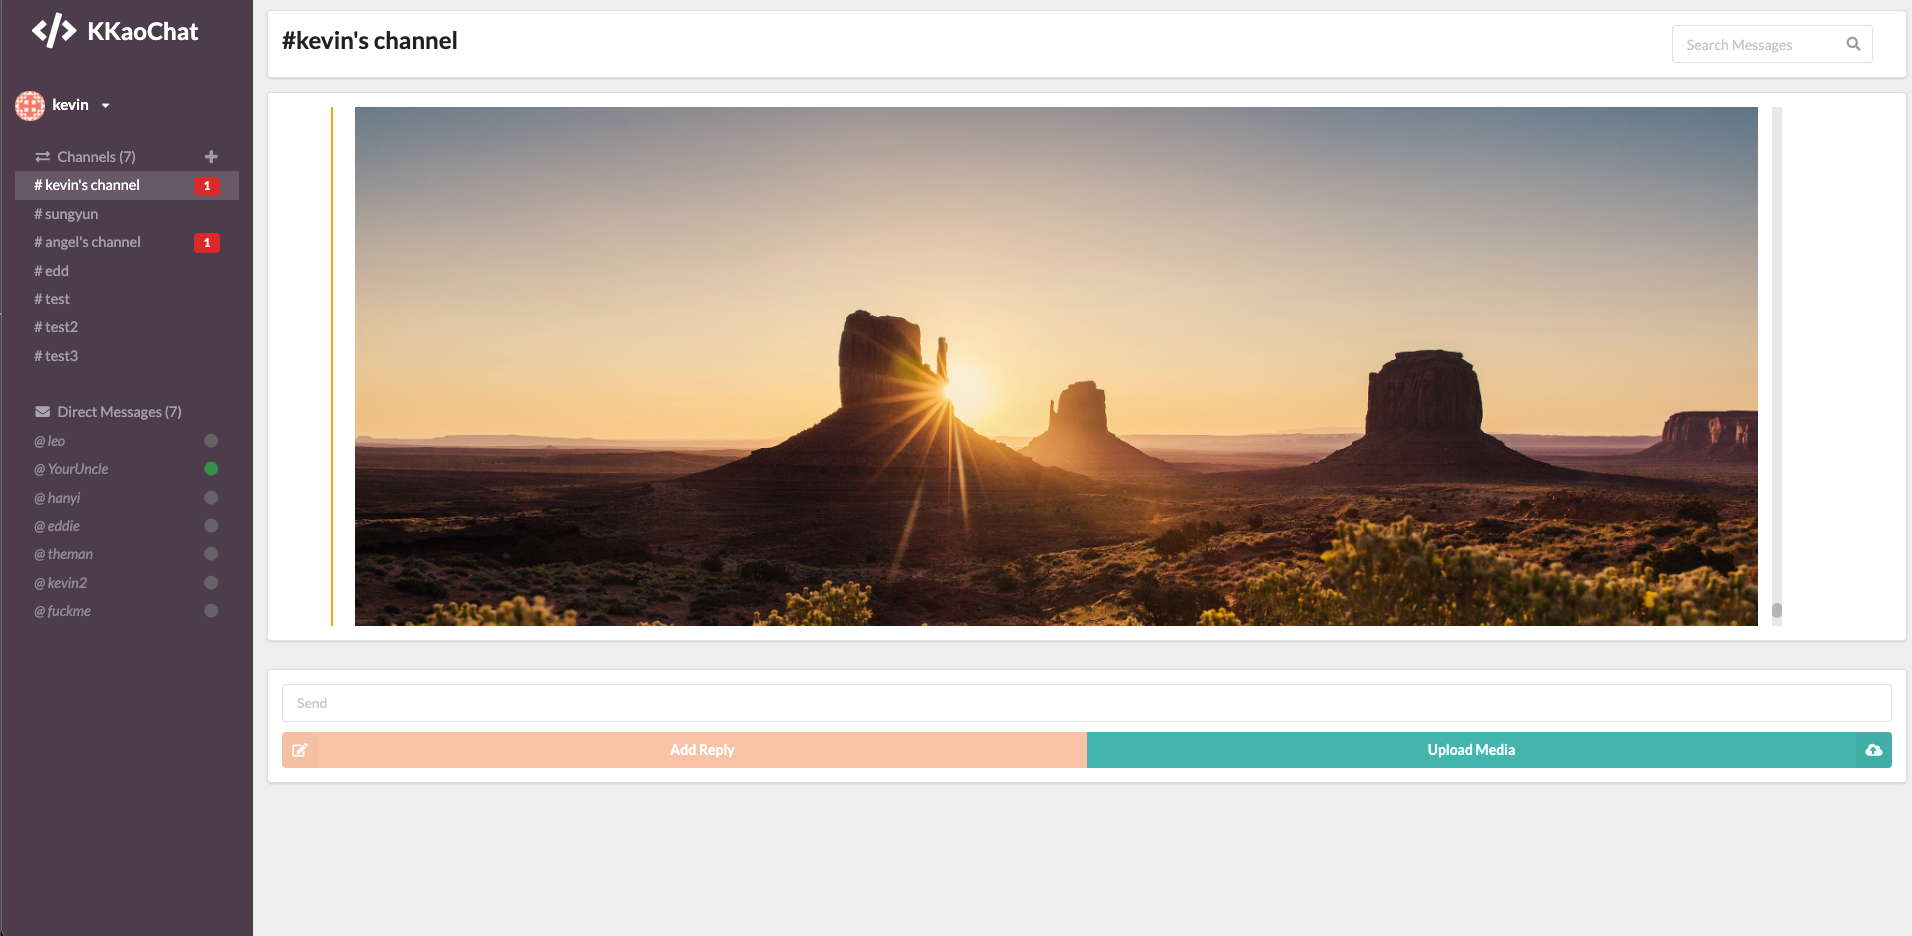 KKaoChat
kevin
Channels (7)
# kevin's channel 1
# sungyun
# angel's channel 1
# edd
# test
# test2
# test3
Direct Messages (7)
@ leo
@ YourUncle
@ hanyi
@ eddie
@ theman
@ kevin2
@ fuckme
#kevin's channel
Search Messages
Send
Add Reply
Upload Media